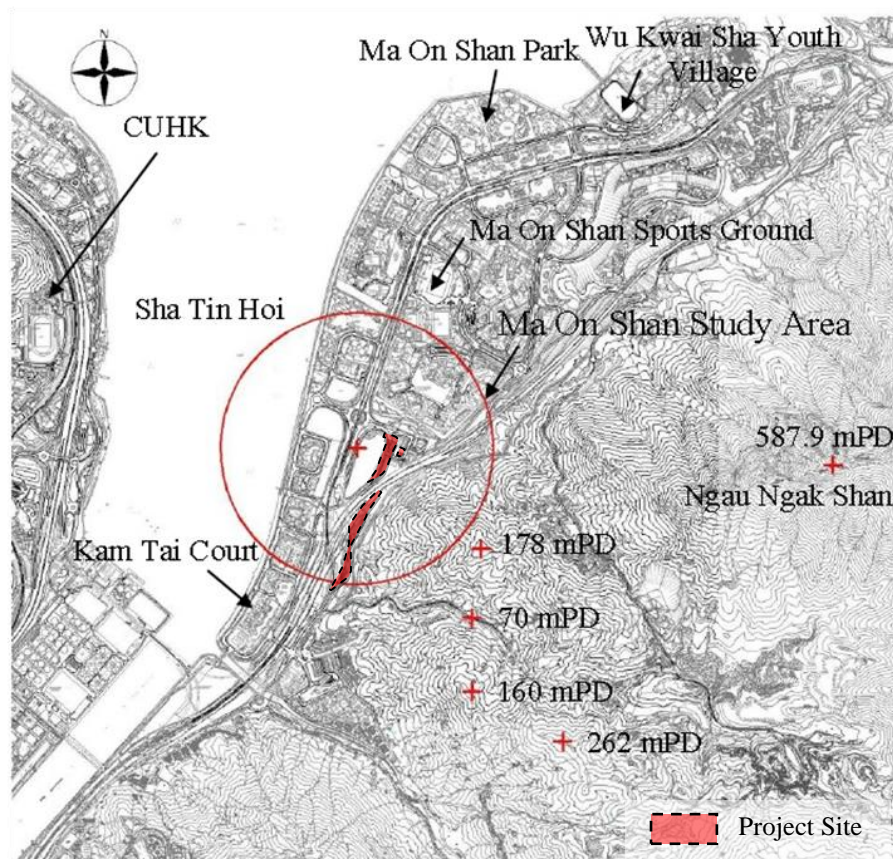 N
Ma On Shan Park
Wu Kwai Sha Youth
Village
CUHK
Ma On Shan Sports Ground
Sha Tin Hoi
Ma On Shan Study Area
587.9 mPD
Ngau Ngak Shan
178 mPD
Kam Tai Court
70 mPD
160 mPD
262 mPD
Project Site